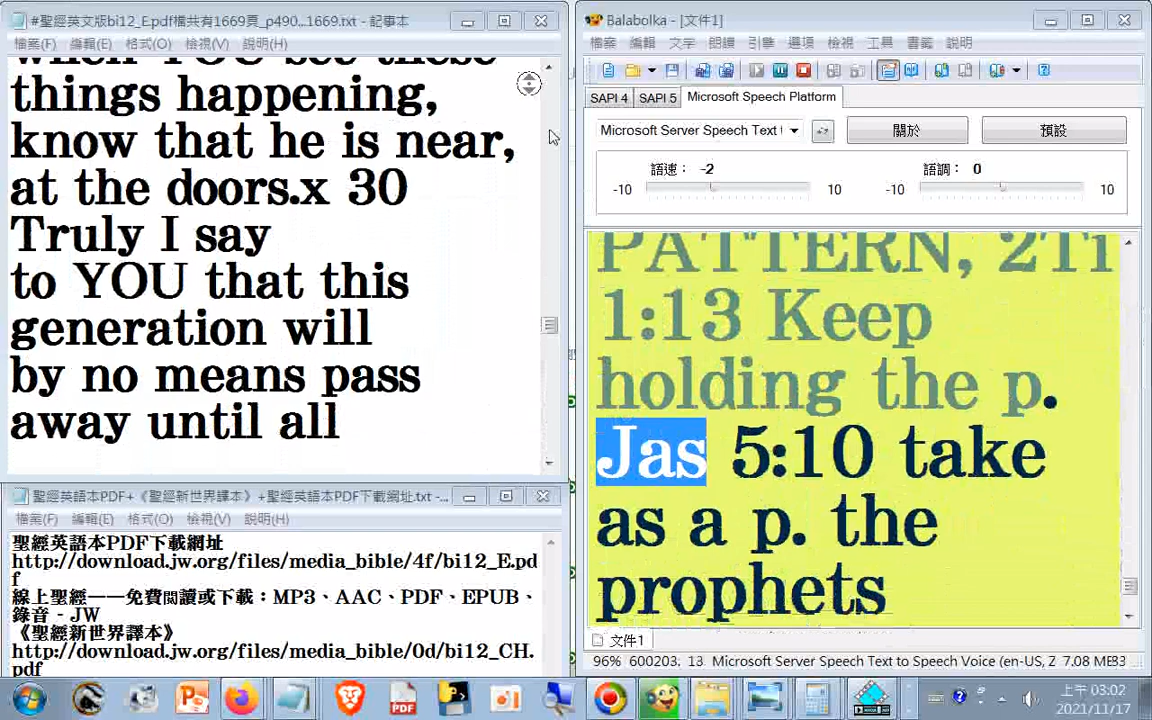 #聖經英文版bi12_E.pdf檔共有1669頁_p490...1669.txt - 記事本
檔案(F) 編輯(E) 格式(O) 檢視(V) 說明(H)
when YOU see these
things happening,
know that he is near,
at the doors.x 30
Truly I say
to YOU that this
generation will
by no means pass
away until all
聖經英語本PDF+《聖經新世界譯本》+聖經英語本PDF下載網址.txt -...
檔案(F) 編輯(E) 格式(O) 檢視(V) 說明(H)
聖經英語本PDF下載網址
http://download.jw.org/files/media_bible/4f/bi12_E.pd
f
線上聖經——免費閱讀或下載：MP3、AAC、PDF、EPUB、
錄音 - JW
《聖經新世界譯本》
http://download.jw.org/files/media_bible/0d/bi12_CH.
pdf
Balabolka - [文件1]
檔案 編輯 文字 朗讀 引擎 選項 檢視 工具 書籤 說明
SAPI 4 SAPI 5 Microsoft Speech Platform
Microsoft Server Speech Text 關於 預設
語速： -2 語調： 0
-10 10 -10 10
PATTERN, 2Ti
1:13 Keep
holding the p.
Jas 5:10 take
as a p. the
prophets
文件1
96% 600203, 13 Microsoft Server Speech Text to Speech Voice (en-US, Z 7.08 MB
上午 03:02
2021/11/17